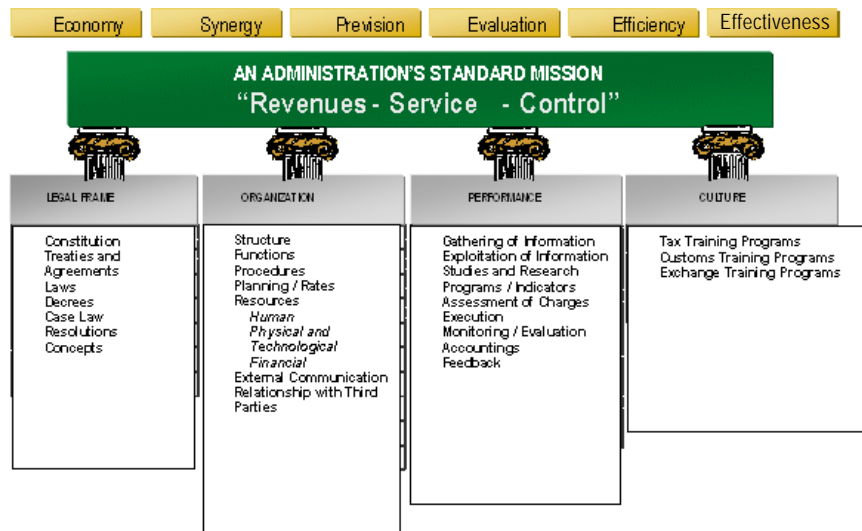 Economy
Synergy
Prevision
Evaluation
Efficiency
Effectiveness
AN ADMINISTRATION'S STANDARD MISSION
“Revenues - Service - Control”
LEGAL FRAME
Constitution
Treaties and
Agreements
Laws
Decrees
Case Law
Resolutions
Concepts
ORGANIZATION
Structure
Functions
Procedures
Planning / Rates
Resources
Human
Physical and
Technological
Financial
External Communication
Relationship with Third
Parties
PERFORMANCE
Gathering of Information
Exploitation of Information
Studies and Research
Programs / Indicators
Assessment of Charges
Execution
Monitoring / Evaluation
Accountings
Feedback
CULTURE
Tax Training Programs
Customs Training Programs
Exchange Training Programs